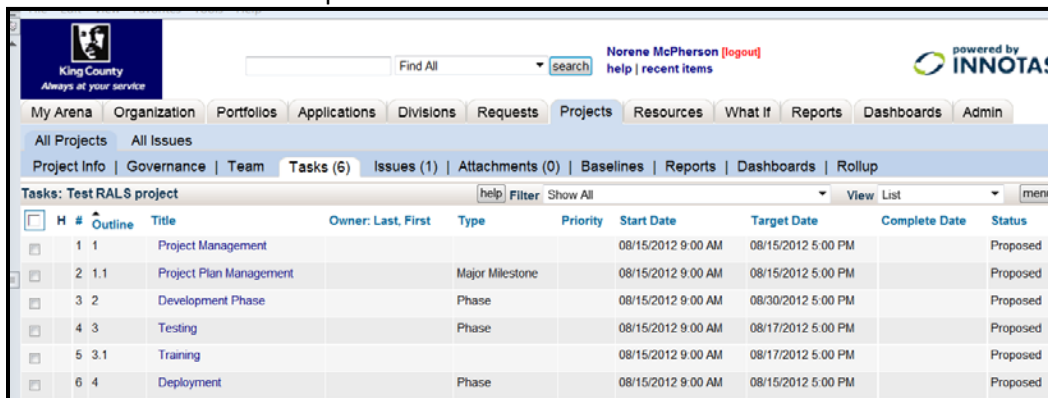 King County
Always at your service
Find All
search
Norene McPherson [logout]
help | recent items
powered by
INNOTAS
My Arena Organization Portfolios Applications Divisions Requests Projects Resources What If Reports Dashboards Admin
All Projects All Issues
Project Info | Governance | Team Tasks (6) Issues (1) | Attachments (0) | Baselines | Reports | Dashboards | Rollup
Tasks: Test RALS project help Filter Show All View List menu
H # Outline Title Owner: Last, First Type Priority Start Date Target Date Complete Date Status
1 1 Project Management 08/15/2012 9:00 AM 08/15/2012 5:00 PM Proposed
2 1.1 Project Plan Management Major Milestone 08/15/2012 9:00 AM 08/15/2012 5:00 PM Proposed
3 2 Development Phase Phase 08/15/2012 9:00 AM 08/30/2012 5:00 PM Proposed
4 3 Testing Phase 08/15/2012 9:00 AM 08/17/2012 5:00 PM Proposed
5 3.1 Training 08/15/2012 9:00 AM 08/17/2012 5:00 PM Proposed
6 4 Deployment Phase 08/15/2012 9:00 AM 08/15/2012 5:00 PM Proposed